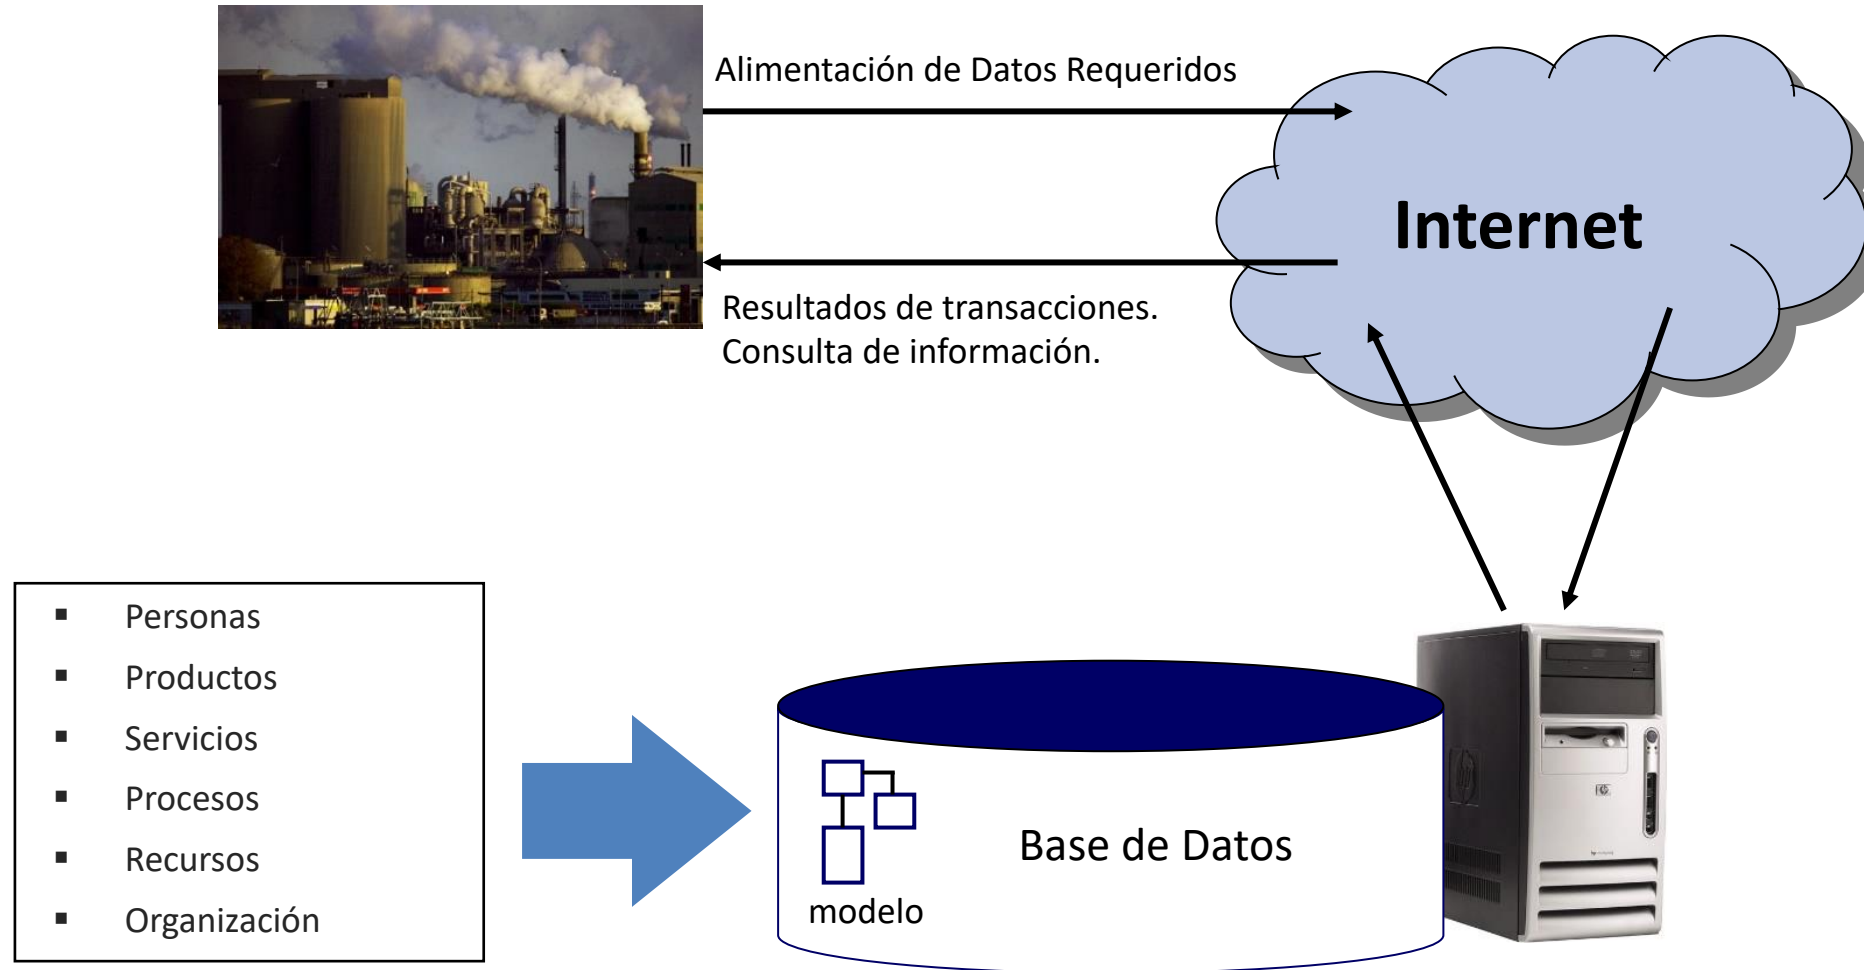 Alimentación de Datos Requeridos
Internet
Resultados de transacciones.
Consulta de información.
Personas
Productos
Servicios
Procesos
Recursos
Organización
Base de Datos
modelo
hp